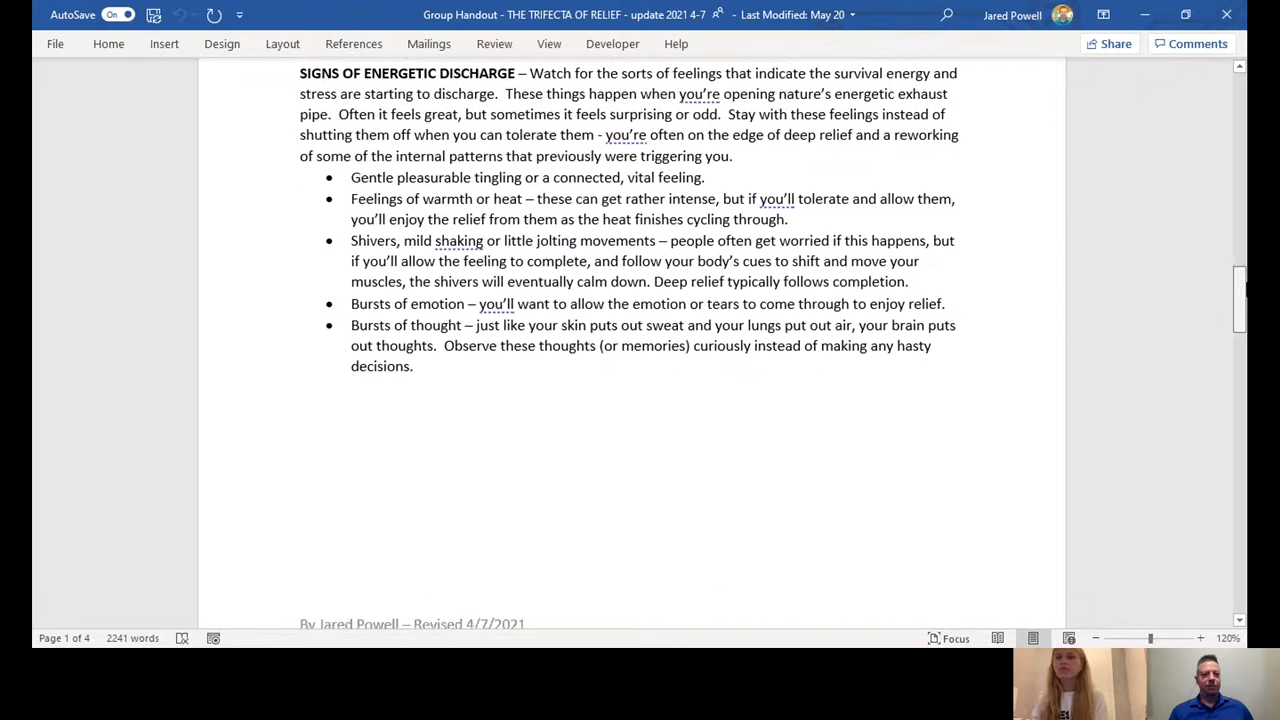 AutoSave On Group Handout - THE TRIFECTA OF RELIEF - update 2021 4-7 - Last Modified: May 20 Jared Powell
File Home Insert Design Layout References Mailings Review View Developer Help Share Comments
SIGNS OF ENERGETIC DISCHARGE – Watch for the sorts of feelings that indicate the survival energy and
stress are starting to discharge. These things happen when you're opening nature's energetic exhaust
pipe. Often it feels great, but sometimes it feels surprising or odd. Stay with these feelings instead of
shutting them off when you can tolerate them - you're often on the edge of deep relief and a reworking
of some of the internal patterns that previously were triggering you.
• Gentle pleasurable tingling or a connected, vital feeling.
• Feelings of warmth or heat – these can get rather intense, but if you'll tolerate and allow them,
you'll enjoy the relief from them as the heat finishes cycling through.
• Shivers, mild shaking or little jolting movements – people often get worried if this happens, but
if you'll allow the feeling to complete, and follow your body's cues to shift and move your
muscles, the shivers will eventually calm down. Deep relief typically follows completion.
• Bursts of emotion – you'll want to allow the emotion or tears to come through to enjoy relief.
• Bursts of thought – just like your skin puts out sweat and your lungs put out air, your brain puts
out thoughts. Observe these thoughts (or memories) curiously instead of making any hasty
decisions.
By Jared Powell – Revised 4/7/2021
Page 1 of 4 2241 words Focus 120%